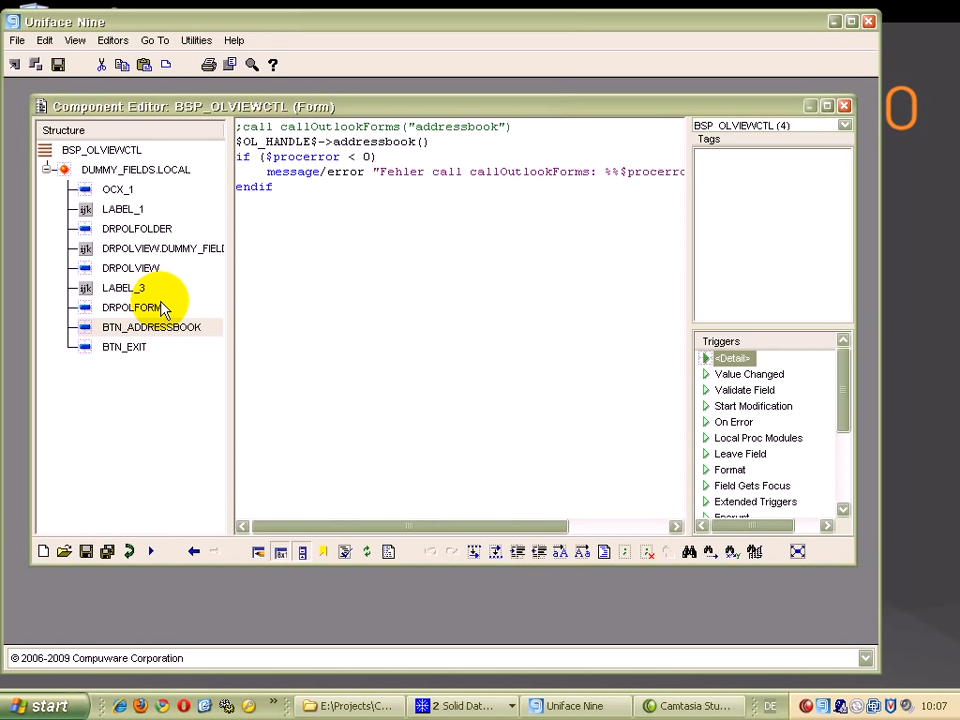 Uniface Nine
File Edit View Editors Go To Utilities Help
Component Editor: BSP_OLVIEWCTL (Form)
Structure
BSP_OLVIEWCTL
DUMMY_FIELDS.LOCAL
OCX_1
LABEL_1
DRPOLFOLDER
DRPOLVIEW.DUMMY_FIEL
DRPOLVIEW
LABEL_3
DRPOLFORM
BTN_ADDRESSBOOK
BTN_EXIT
;call callOutlookForms("addressbook")
$OL_HANDLE$->addressbook()
if ($procerror < 0)
message/error "Fehler call callOutlookForms: %%$procerro
endif
BSP_OLVIEWCTL (4)
Tags
Triggers
<Detail>
Value Changed
Validate Field
Start Modification
On Error
Local Proc Modules
Leave Field
Format
Field Gets Focus
Extended Triggers
Encrypt
© 2006-2009 Compuware Corporation
start
E:\Projects\C...
2 Solid Dat...
Uniface Nine
Camtasia Stu...
DE
10:07